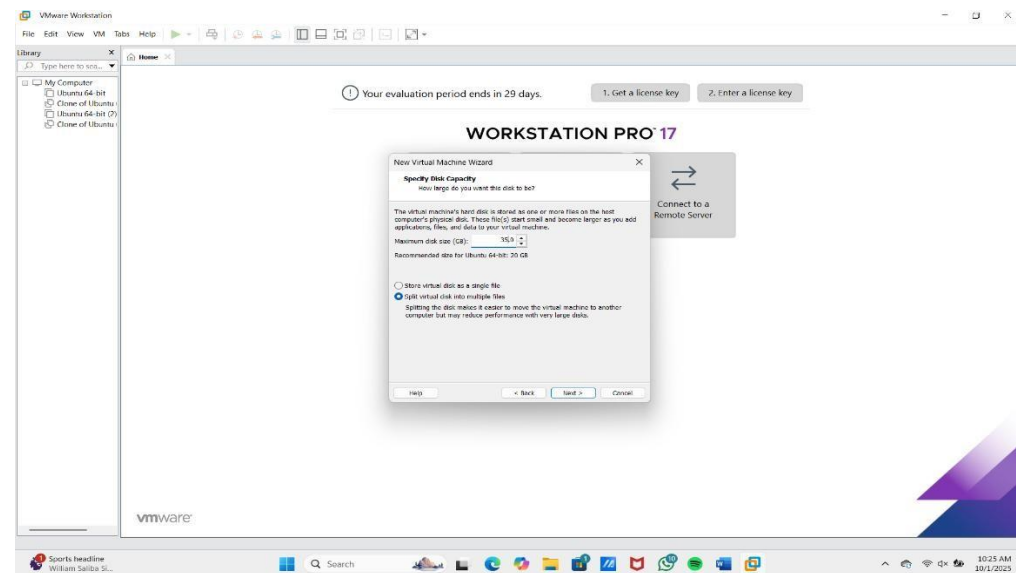 VMware Workstation
File Edit View VM Tabs Help
Library
Type here to sea...
Home
My Computer
Ubuntu 64-bit
Clone of Ubuntu
Ubuntu 64-bit (2)
Clone of Ubuntu
Your evaluation period ends in 29 days.
1. Get a license key
2. Enter a license key
WORKSTATION PRO 17
Connect to a
Remote Server
New Virtual Machine Wizard
Specify Disk Capacity
How large do you want this disk to be?
The virtual machine's hard disk is stored as one or more files on the host
computer's physical disk. These file(s) start small and become larger as you add
applications, files, and data to your virtual machine.
Maximum disk size (GB):
Recommended size for Ubuntu 64-bit: 20 GB
Store virtual disk as a single file
Split virtual disk into multiple files
Splitting the disk makes it easier to move the virtual machine to another
computer but may reduce performance with very large disks.
Help
< Back
Next >
Cancel
vmware
Sports headline
William Saliba Si...
Search
10:25 AM
10/1/2025